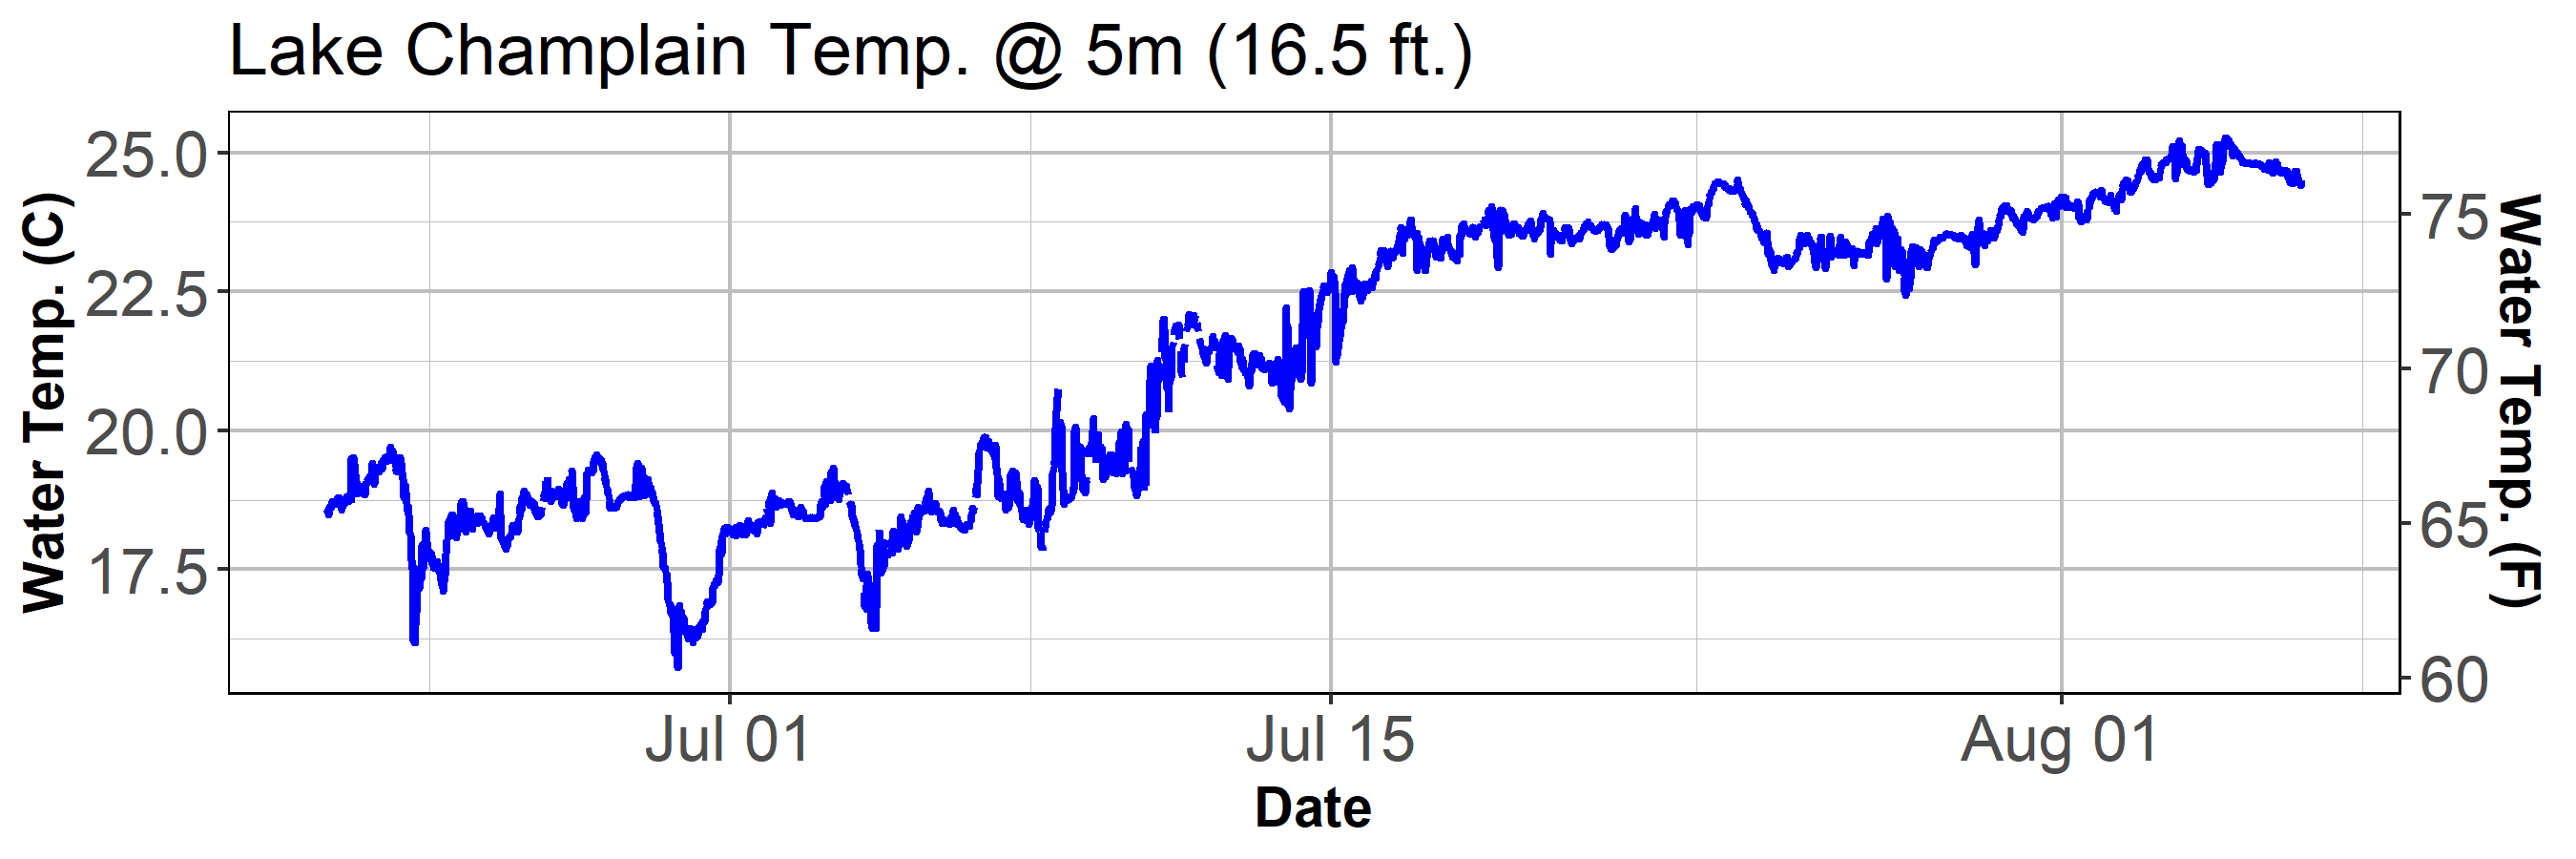 Lake Champlain Temp. @ 5m (16.5 ft.)
Water Temp. (C)
25.0
22.5
20.0
17.5
75
70
65
60
Water Temp. (F)
Jul 01
Jul 15
Aug 01
Date